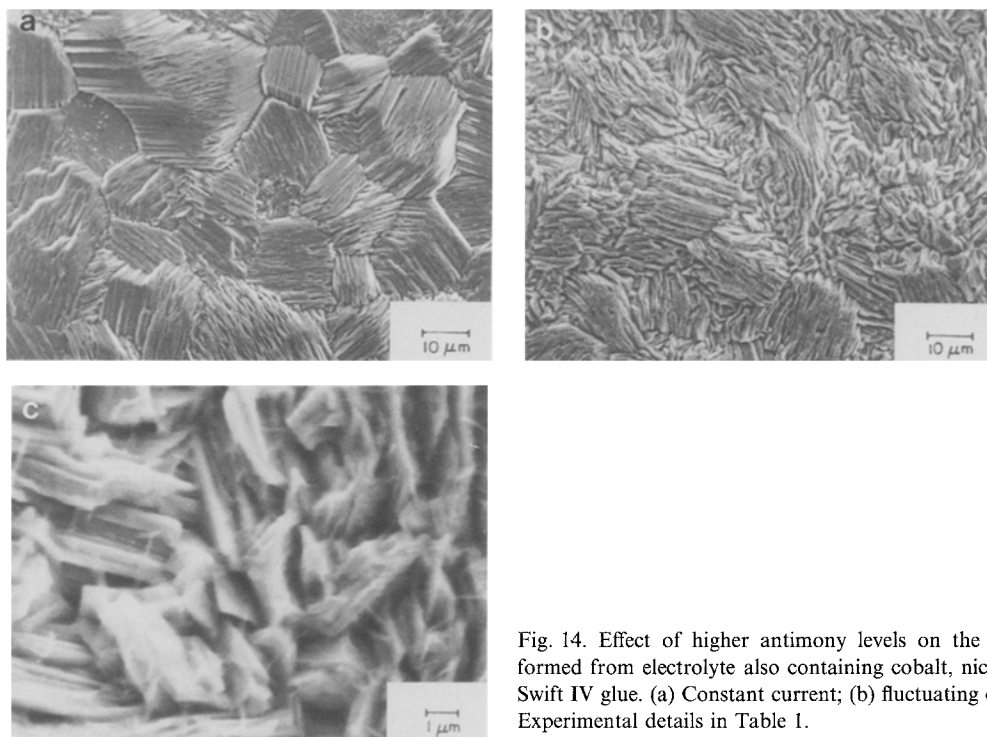 a
10 μm
b
10 μm
c
1 μm
Fig. 14. Effect of higher antimony levels on the
formed from electrolyte also containing cobalt, nic
Swift IV glue. (a) Constant current; (b) fluctuating
Experimental details in Table 1.